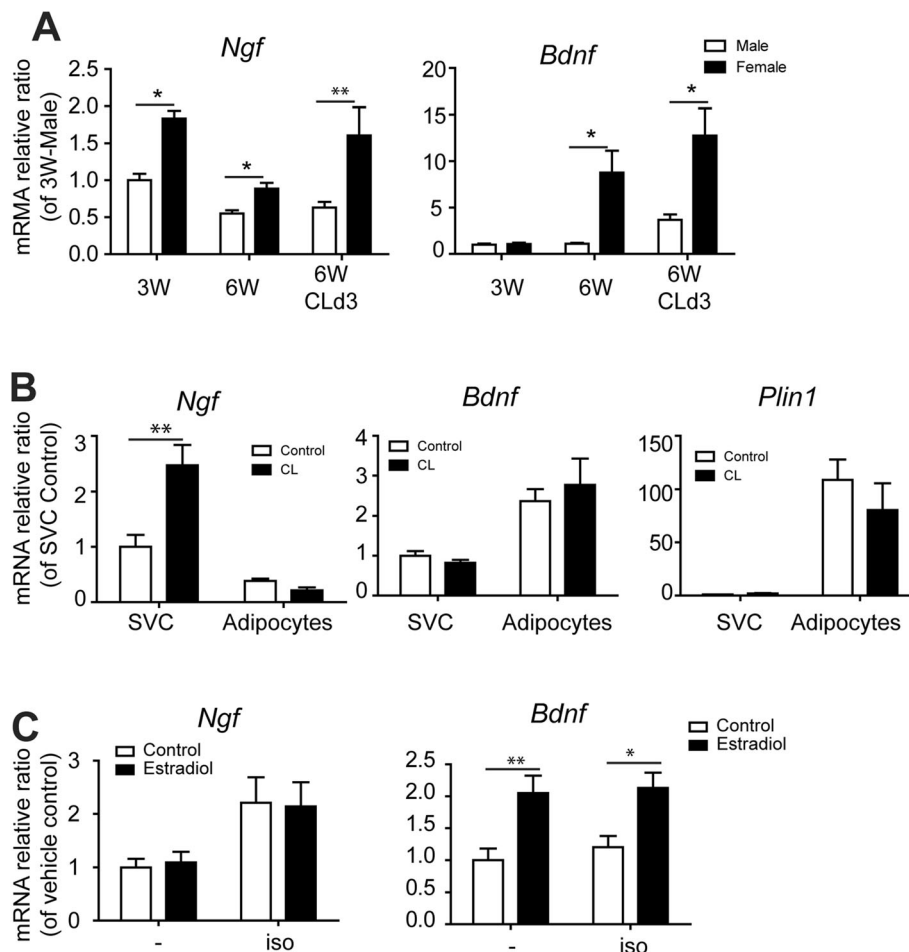 A
Ngf
Bdnf
Male
Female
mRMA relative ratio
(of 3W-Male)
2.5
2.0
1.5
1.0
0.5
0.0
*
*
**
3W
6W
6W
CLd3
20
15
10
5
0
*
*
3W
6W
6W
CLd3
B
Ngf
Bdnf
Plin1
mRNA relative ratio
(of SVC Control)
3
2
1
0
**
Control
CL
SVC
Adipocytes
4
3
2
1
0
Control
CL
SVC
Adipocytes
150
100
50
0
Control
CL
SVC
Adipocytes
C
Ngf
Bdnf
mRNA relative ratio
(of vehicle control)
3
2
1
0
Control
Estradiol
-
iso
2.5
2.0
1.5
1.0
0.5
0.0
**
*
Control
Estradiol
-
iso